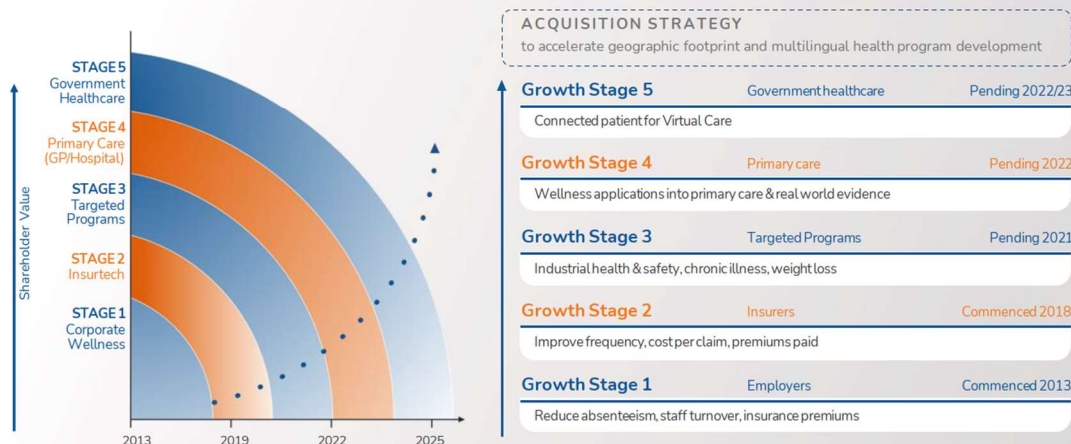 STAGE 5
Government
Healthcare
STAGE 4
Primary Care
(GP/Hospital)
STAGE 3
Targeted
Programs
STAGE 2
Insurtech
STAGE 1
Corporate
Wellness
Shareholder Value
2013 2019 2022 2025
ACQUISITION STRATEGY
to accelerate geographic footprint and multilingual health program development
Growth Stage 5 Government healthcare Pending 2022/23
Connected patient for Virtual Care
Growth Stage 4 Primary care Pending 2022
Wellness applications into primary care & real world evidence
Growth Stage 3 Targeted Programs Pending 2021
Industrial health & safety, chronic illness, weight loss
Growth Stage 2 Insurers Commenced 2018
Improve frequency, cost per claim, premiums paid
Growth Stage 1 Employers Commenced 2013
Reduce absenteeism, staff turnover, insurance premiums